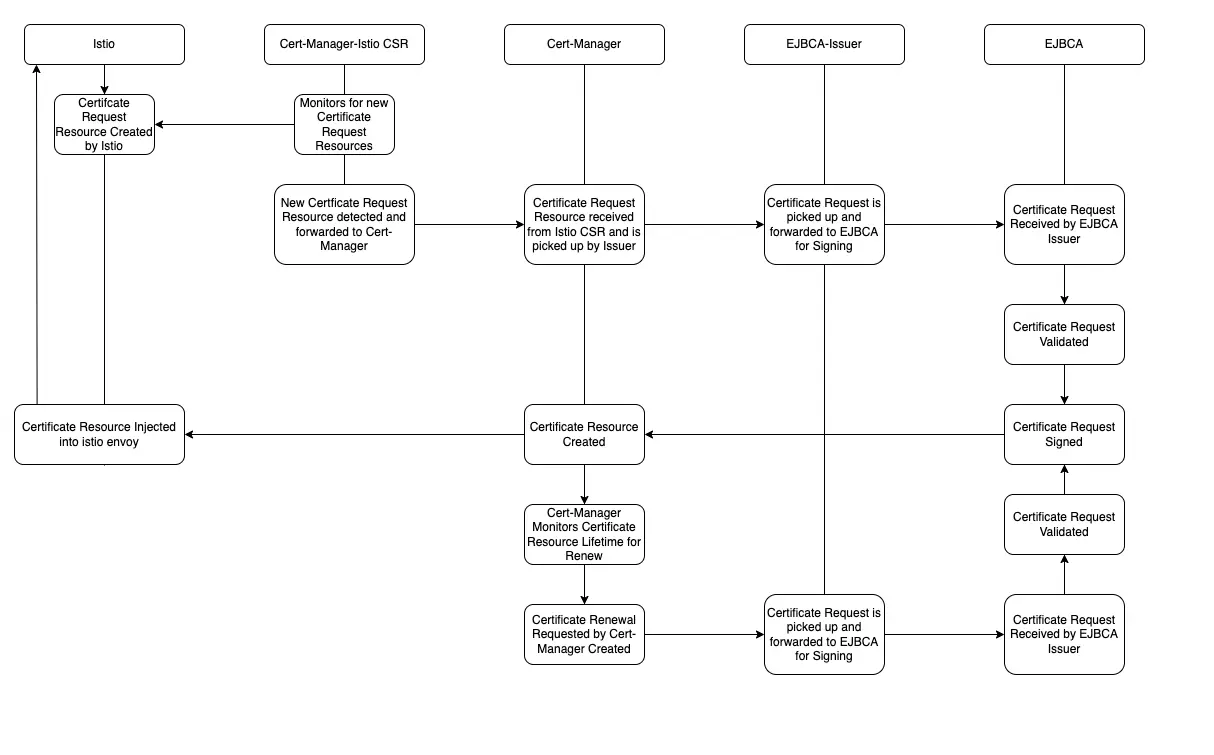 Istio
Cert-Manager-Istio CSR
Cert-Manager
EJBCA-Issuer
EJBCA
Certifcate
Request
Resource Created
by Istio
Monitors for new
Certificate
Request
Resources
New Certficate Request
Resource detected and
forwarded to Cert-
Manager
Certificate Request
Resource received
from Istio CSR and is
picked up by Issuer
Certificate Request is
picked up and
forwarded to EJBCA
for Signing
Certificate Request
Received by EJBCA
Issuer
Certificate Request
Validated
Certificate Resource Injected
into istio envoy
Certificate Resource
Created
Certificate Request
Signed
Cert-Manager
Monitors Certificate
Resource Lifetime for
Renew
Certificate Request
Validated
Certificate Renewal
Requested by Cert-
Manager Created
Certificate Request is
picked up and
forwarded to EJBCA
for Signing
Certificate Request
Received by EJBCA
Issuer